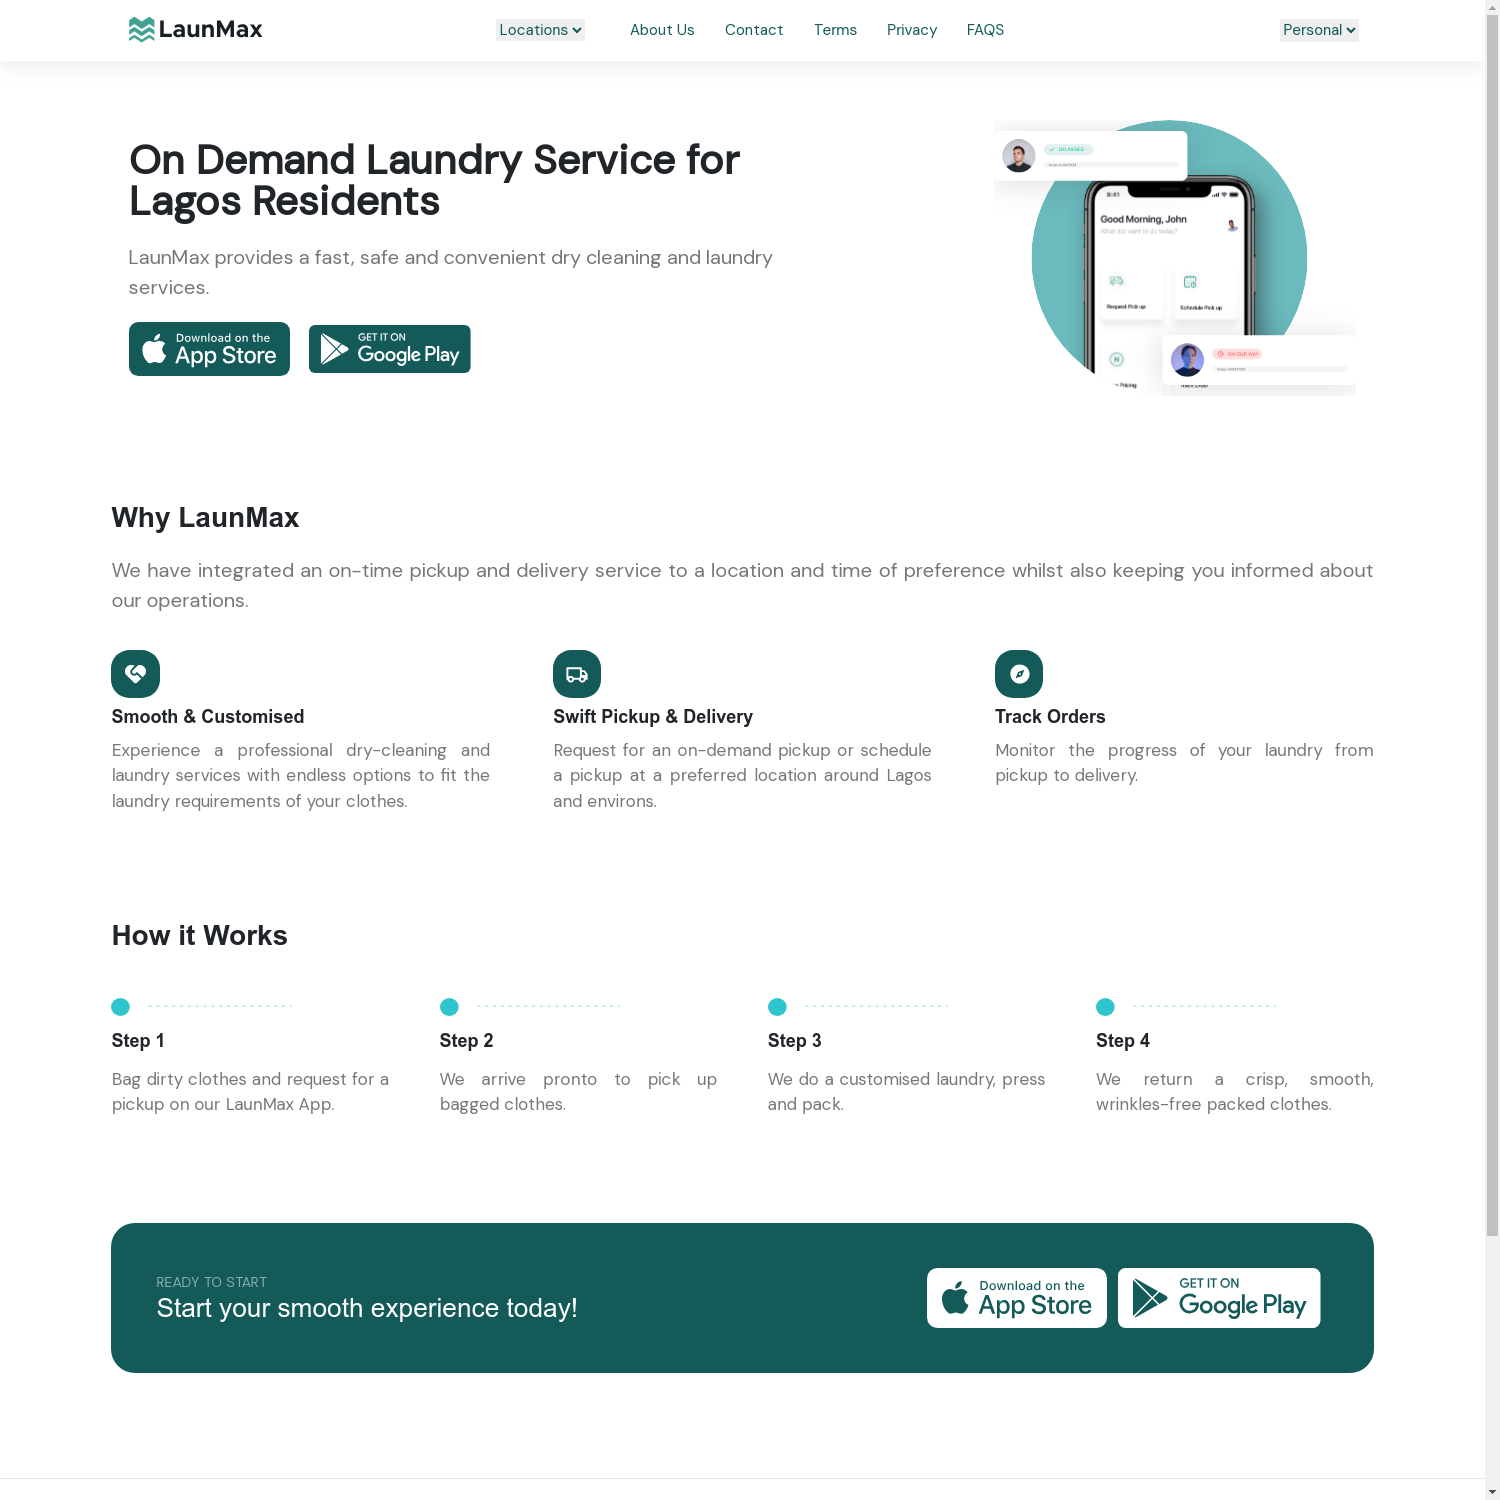 LaunMax
Locations
About Us
Contact
Terms
Privacy
FAQS
Personal
On Demand Laundry Service for
Lagos Residents
LaunMax provides a fast, safe and convenient dry cleaning and laundry
services.
Download on the
App Store
GET IT ON
Google Play
DELIVERED
9:41
Good Morning, John
What did want to do today?
Request Pick up
Schedule Pick up
ON OUR WAY
Pricing
Track Order
Why LaunMax
We have integrated an on-time pickup and delivery service to a location and time of preference whilst also keeping you informed about
our operations.
Smooth & Customised
Experience a professional dry-cleaning and
laundry services with endless options to fit the
laundry requirements of your clothes.
Swift Pickup & Delivery
Request for an on-demand pickup or schedule
a pickup at a preferred location around Lagos
and environs.
Track Orders
Monitor the progress of your laundry from
pickup to delivery.
How it Works
Step 1
Bag dirty clothes and request for a
pickup on our LaunMax App.
Step 2
We arrive pronto to pick up
bagged clothes.
Step 3
We do a customised laundry, press
and pack.
Step 4
We return a crisp, smooth,
wrinkles-free packed clothes.
READY TO START
Start your smooth experience today!
Download on the
App Store
GET IT ON
Google Play